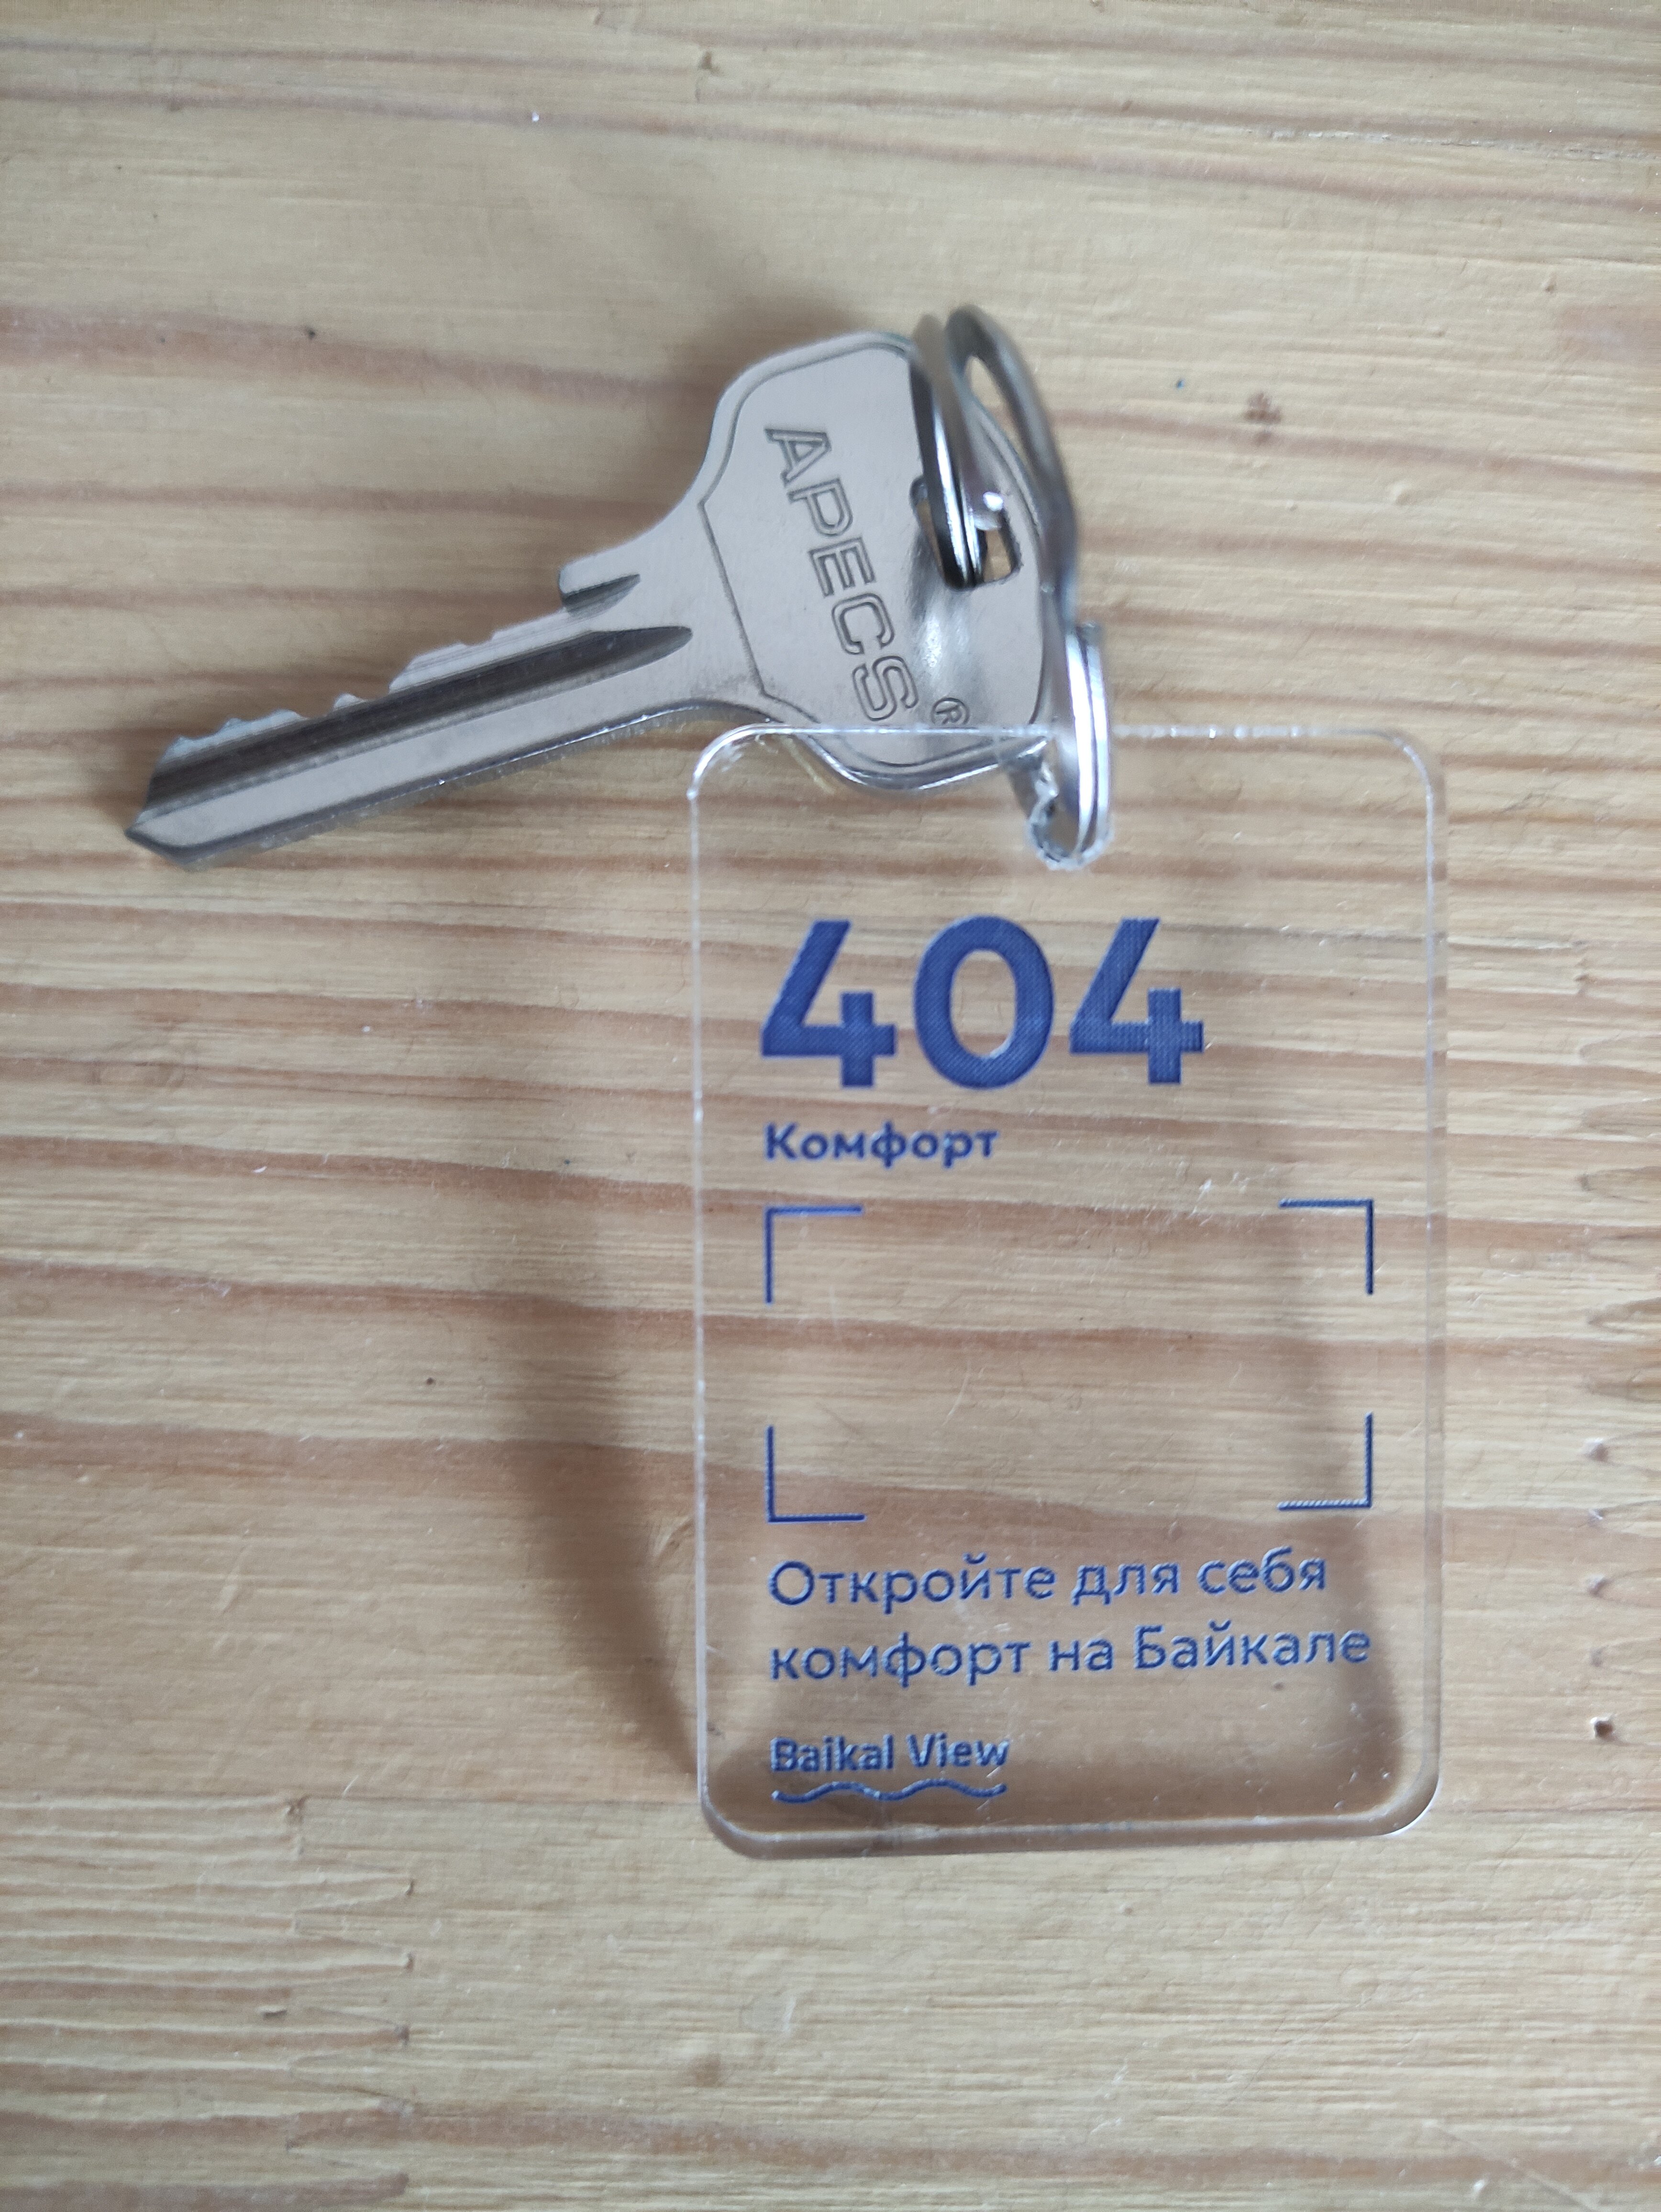 APECS®
404
Комфорт
Откройте для себя
комфорт на Байкале
Baikal View